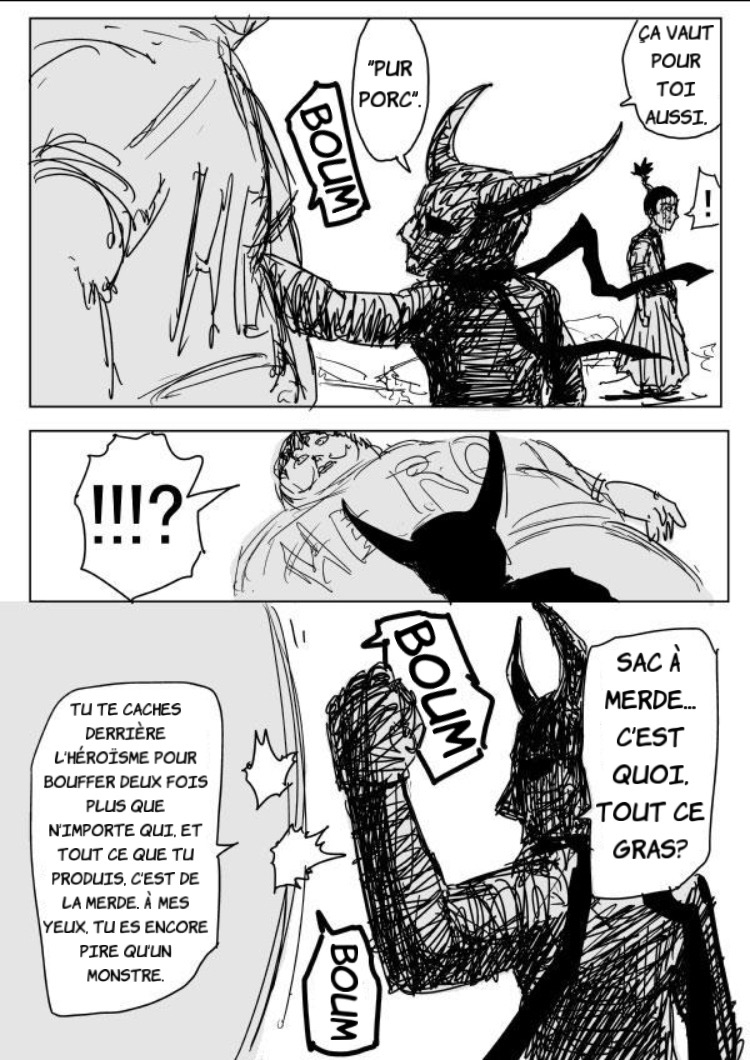 ÇA VAUT
POUR
TOI
AUSSI.
!
"PUR
PORC".
BOUM
!!!?
BOUM
SAC À
MERDE...
C'EST
QUOI,
TOUT CE
GRAS?
TU TE CACHES
DERRIÈRE
L'HÉROÏSME POUR
BOUFFER DEUX FOIS
PLUS QUE
N'IMPORTE QUI, ET
TOUT CE QUE TU
PRODUIS, C'EST DE
LA MERDE. À MES
YEUX, TU ES ENCORE
PIRE QU'UN
MONSTRE.
BOUM